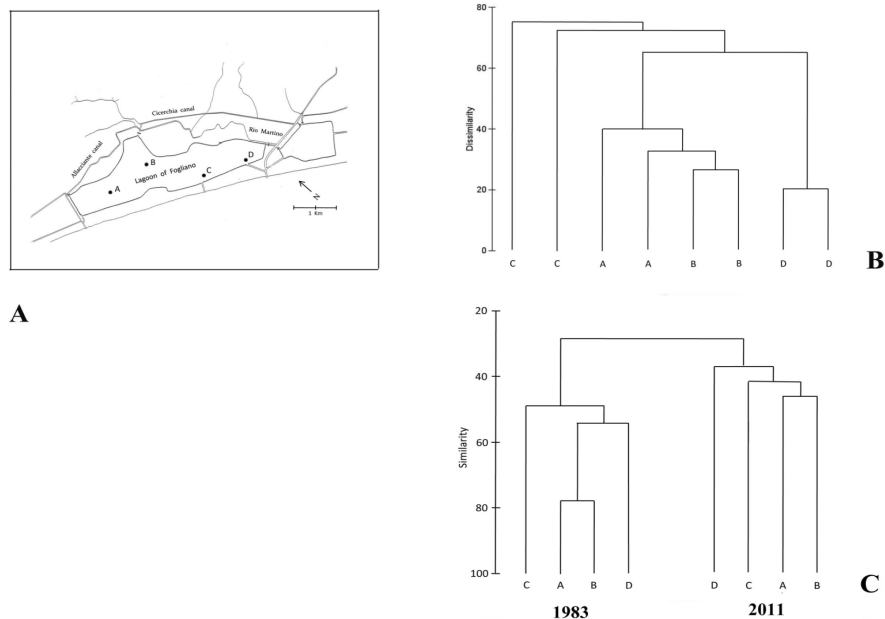 Cicerchia canal
Allacciante canal
Rio Martino
B
D
A
C
Lagoon of Fogliano
N
1 Km
A
80
60
40
20
0
Dissimilarity
C C A A B B D D
B
20
40
60
80
100
Similarity
C A B D D C A B
1983 2011
C